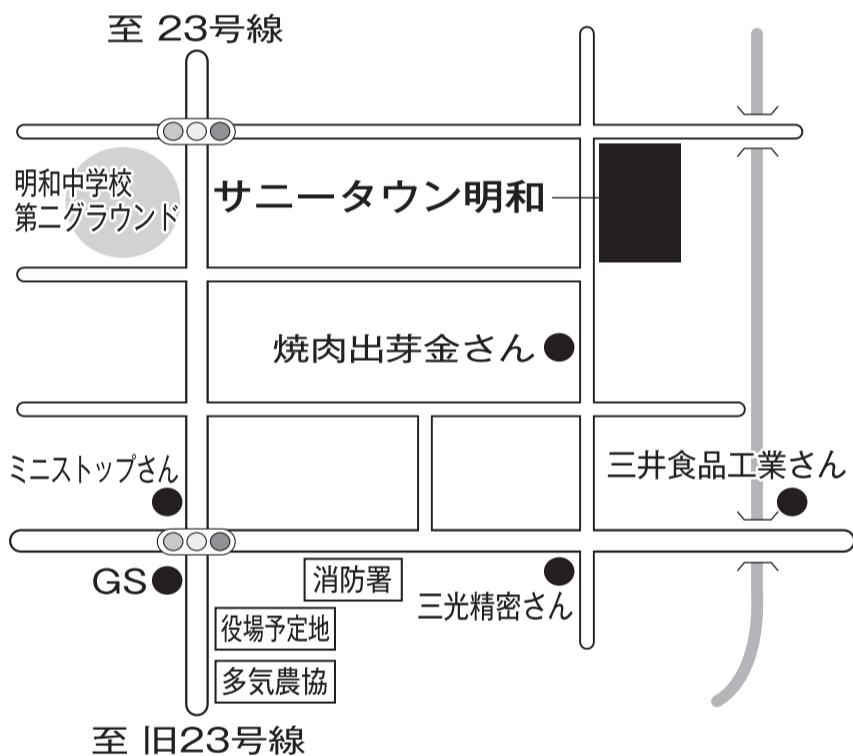 至 23号線
明和中学校
第二グラウンド
サニータウン明和
焼肉出芽金さん
ミニストップさん
三井食品工業さん
GS
消防署
三光精密さん
役場予定地
多気農協
至 旧23号線